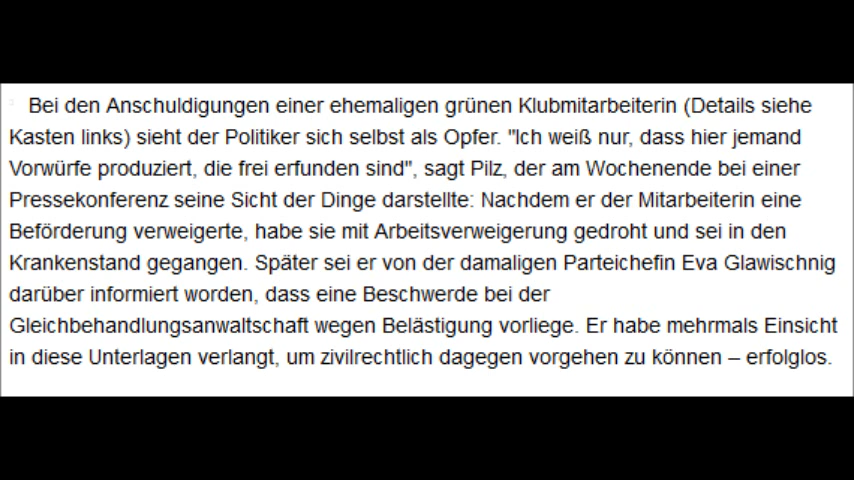 Bei den Anschuldigungen einer ehemaligen grünen Klubmitarbeiterin (Details siehe
Kasten links) sieht der Politiker sich selbst als Opfer. "Ich weiß nur, dass hier jemand
Vorwürfe produziert, die frei erfunden sind", sagt Pilz, der am Wochenende bei einer
Pressekonferenz seine Sicht der Dinge darstellte: Nachdem er der Mitarbeiterin eine
Beförderung verweigerte, habe sie mit Arbeitsverweigerung gedroht und sei in den
Krankenstand gegangen. Später sei er von der damaligen Parteichefin Eva Glawischnig
darüber informiert worden, dass eine Beschwerde bei der
Gleichbehandlungsanwaltschaft wegen Belästigung vorliege. Er habe mehrmals Einsicht
in diese Unterlagen verlangt, um zivilrechtlich dagegen vorgehen zu können – erfolglos.